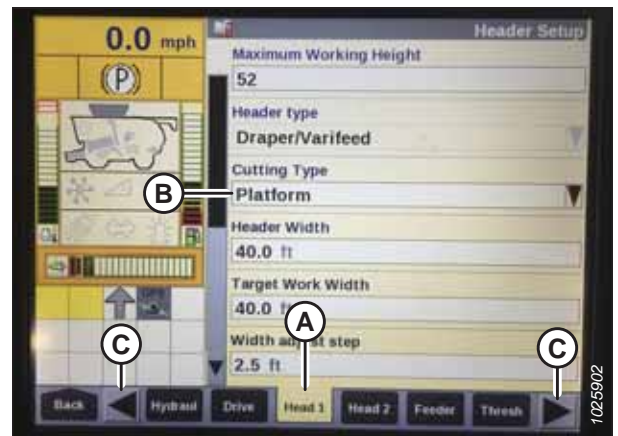 0.0 mph
(P)
Header Setup
Maximum Working Height
52
Header type
Draper/Varifeed
Cutting Type
B
Platform
Header Width
40.0 ft
Target Work Width
40.0 ft
A
C
C
Width adjust step
2.5 ft
Back
Hydraul
Drive
Head 1
Head 2
Feeder
Thresh
1025902